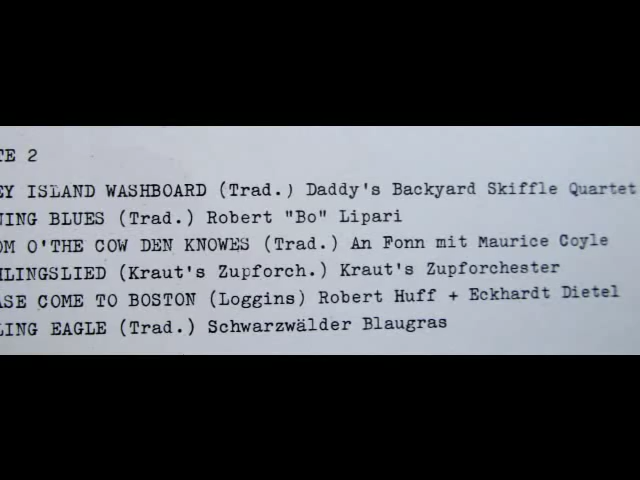 TE 2
EY ISLAND WASHBOARD (Trad.) Daddy's Backyard Skiffle Quartet
NING BLUES (Trad.) Robert "Bo" Lipari
OM O'THE COW DEN KNOWES (Trad.) An Fonn mit Maurice Coyle
HLINGSLIED (Kraut's Zupforch.) Kraut's Zupforchester
ASE COME TO BOSTON (Loggins) Robert Huff + Eckhardt Dietel
LING EAGLE (Trad.) Schwarzwälder Blaugras